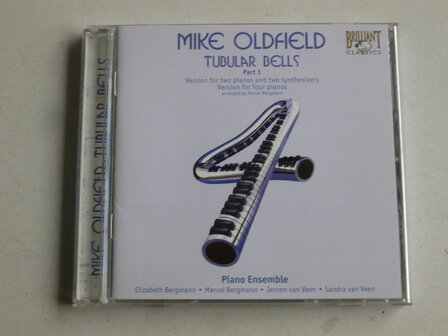 MIKE OLDFIELD
TUBULAR BELLS
Part 1
Version for two pianos and two synthesizers
Version for four pianos
arranged by Marcel Bergmann
BRILLIANT
CLASSICS
Piano Ensemble
Elizabeth Bergmann • Marcel Bergmann • Jeroen van Veen • Sandra van Veen
MIKE OLDFIELD TUBULAR BELLS